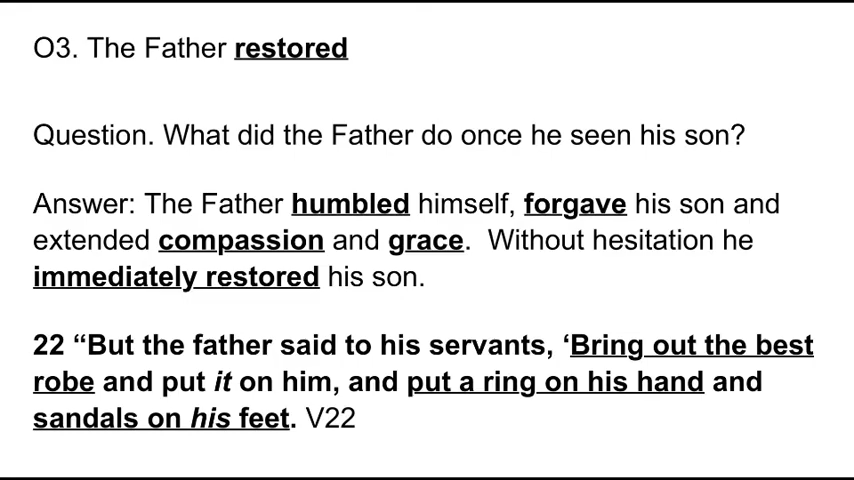 O3. The Father restored
Question. What did the Father do once he seen his son?
Answer: The Father humbled himself, forgave his son and
extended compassion and grace.  Without hesitation he
immediately restored his son.
22 “But the father said to his servants, ‘Bring out the best
robe and put it on him, and put a ring on his hand and
sandals on his feet. V22